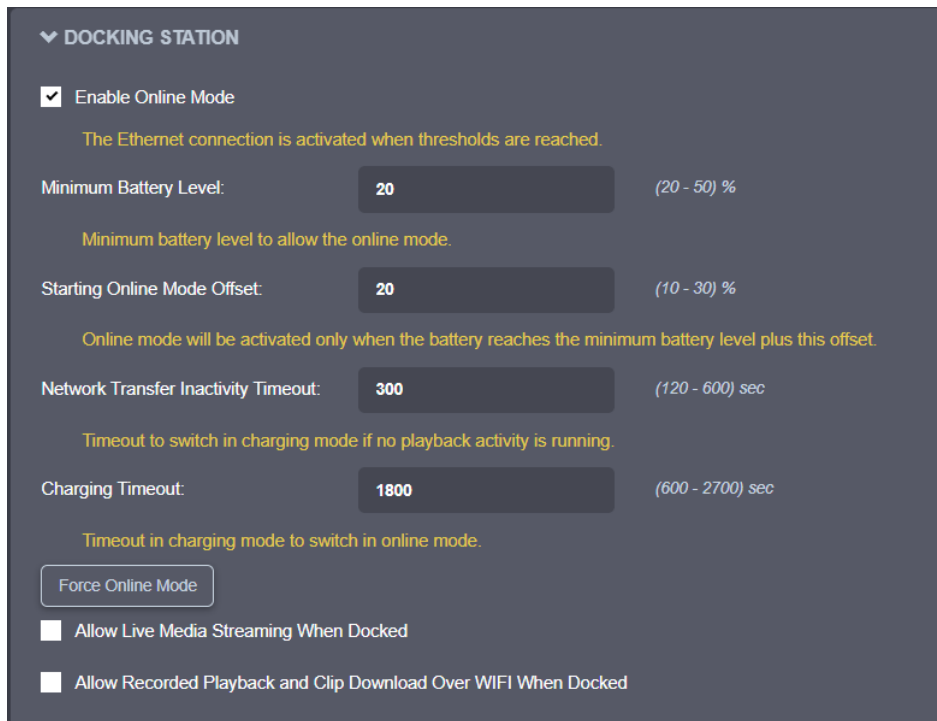 DOCKING STATION
Enable Online Mode
The Ethernet connection is activated when thresholds are reached.
Minimum Battery Level: 20 (20 - 50) %
Minimum battery level to allow the online mode.
Starting Online Mode Offset: 20 (10 - 30) %
Online mode will be activated only when the battery reaches the minimum battery level plus this offset.
Network Transfer Inactivity Timeout: 300 (120 - 600) sec
Timeout to switch in charging mode if no playback activity is running.
Charging Timeout: 1800 (600 - 2700) sec
Timeout in charging mode to switch in online mode.
Force Online Mode
Allow Live Media Streaming When Docked
Allow Recorded Playback and Clip Download Over WIFI When Docked